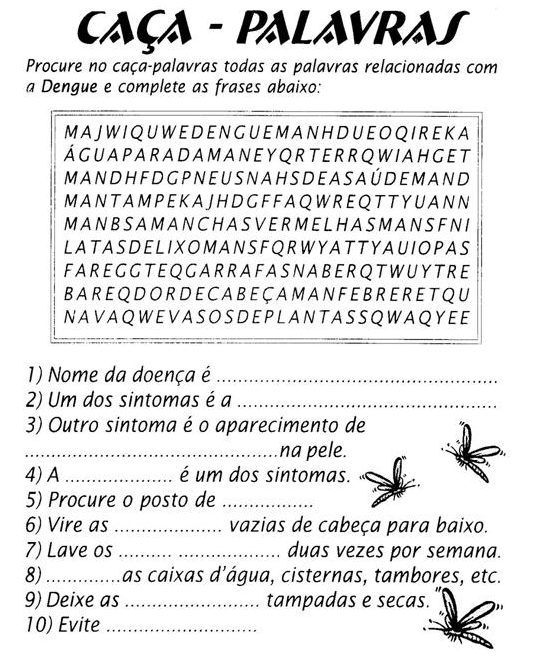 CAÇA - PALAVRAS
Procure no caça-palavras todas as palavras relacionadas com
a Dengue e complete as frases abaixo:
MAJWIQUWEDENGUEMANHDUEOQIREKA
ÁGUAPARADAMANEYQRTERRQWIAHGET
MANDHFDGPNEUSNAHSDEASAÚDEMAND
MANTAMPEKAJHDGFFAQWREQTTYUANN
MANBSAMANCHASVERMELHASMANSFNI
LATASDELIXOMANSFQRWYATTYAUIOPAS
FAREGGTEQGARRAFASNABERQTWUYTRE
BAREQDORDECABEÇAMANFEBRERETQU
NAVAQWEVASOSDEPLANTASSQWAQYEE
1) Nome da doença é ................................................
2) Um dos sintomas é a ............................................
3) Outro sintoma é o aparecimento de
...........................................na pele.
4) A ................... é um dos sintomas.
5) Procure o posto de ................
6) Vire as ................... vazias de cabeça para baixo.
7) Lave os ......... .................. duas vezes por semana.
8) .............as caixas d'água, cisternas, tambores, etc.
9) Deixe as ....................... tampadas e secas.
10) Evite ..........................